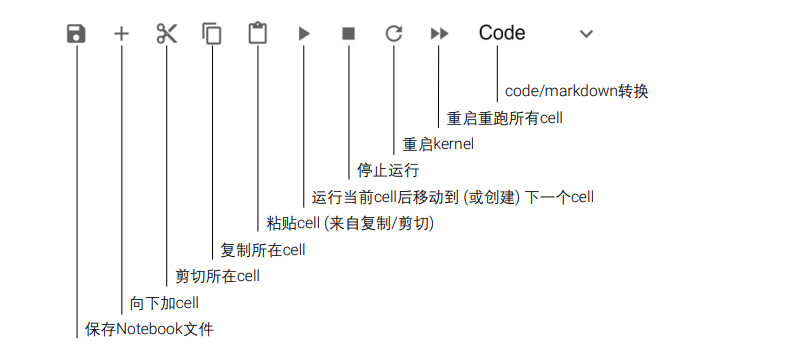 Code
code/markdown转换
重启重跑所有cell
重启kernel
停止运行
运行当前cell后移动到 (或创建) 下一个cell
粘贴cell (来自复制/剪切)
复制所在cell
剪切所在cell
向下加cell
保存Notebook文件